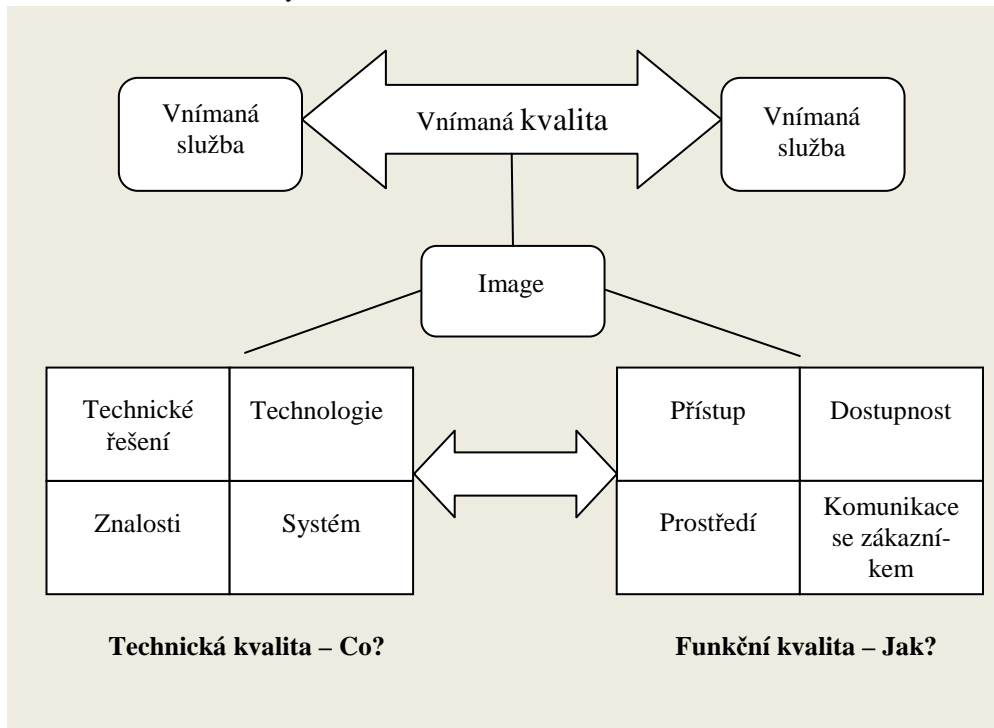 Vnímaná
služba
Vnímaná kvalita
Vnímaná
služba
Image
Technické
řešení
Technologie
Znalosti
Systém
Přístup
Dostupnost
Prostředí
Komunikace
se zákazní-
kem
Technická kvalita – Co?
Funkční kvalita – Jak?